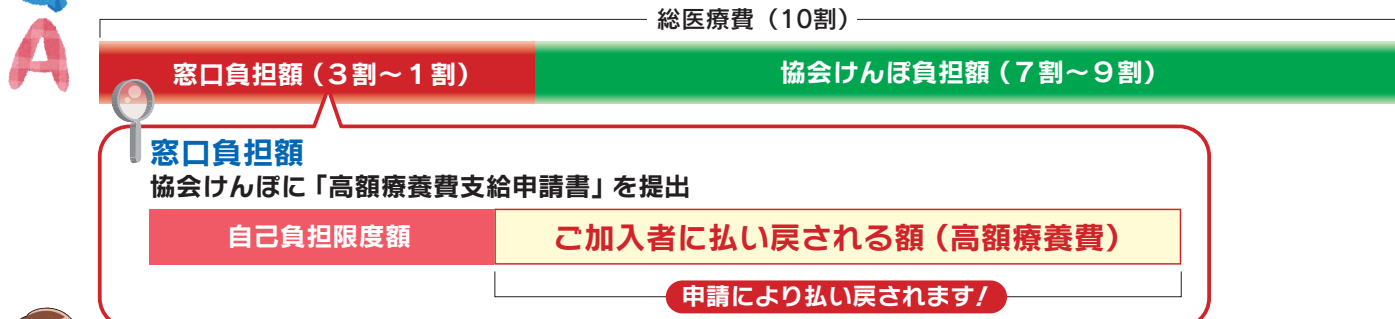 A
総医療費（10割）
窓口負担額（３割～１割）
協会けんぽ負担額（７割～９割）
窓口負担額
協会けんぽに「高額療養費支給申請書」を提出
自己負担限度額
ご加入者に払い戻される額（高額療養費）
申請により払い戻されます!